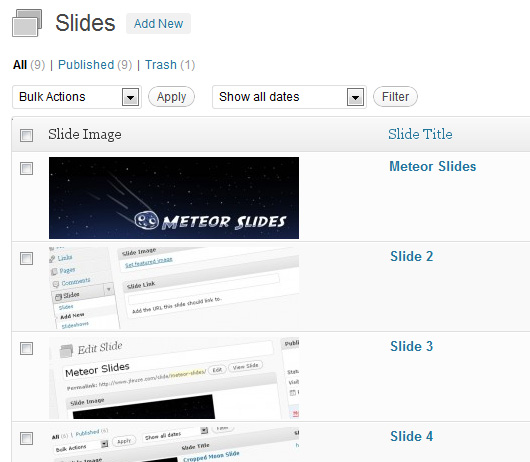 Slides Add New
All (9) | Published (9) | Trash (1)
Bulk Actions Apply Show all dates Filter
Slide Image Slide Title
Meteor Slides
METEOR SLIDES
Slide 2
Slide Image
Links
Set featured image
Pages
Comments
Slide Link
Slides
Slides
Add New
Add the URL this slide should link to.
Slideshows
Slide 3
Edit Slide
Meteor Slides
Permalink: http://www.jleuze.com/slide/meteor-slides/ Edit View Slide
Slide Image
Slide 4
All (6) | Published (6)
Bulk Actions Apply Show all dates Filter
Slide Title
Cropped Moon Slide